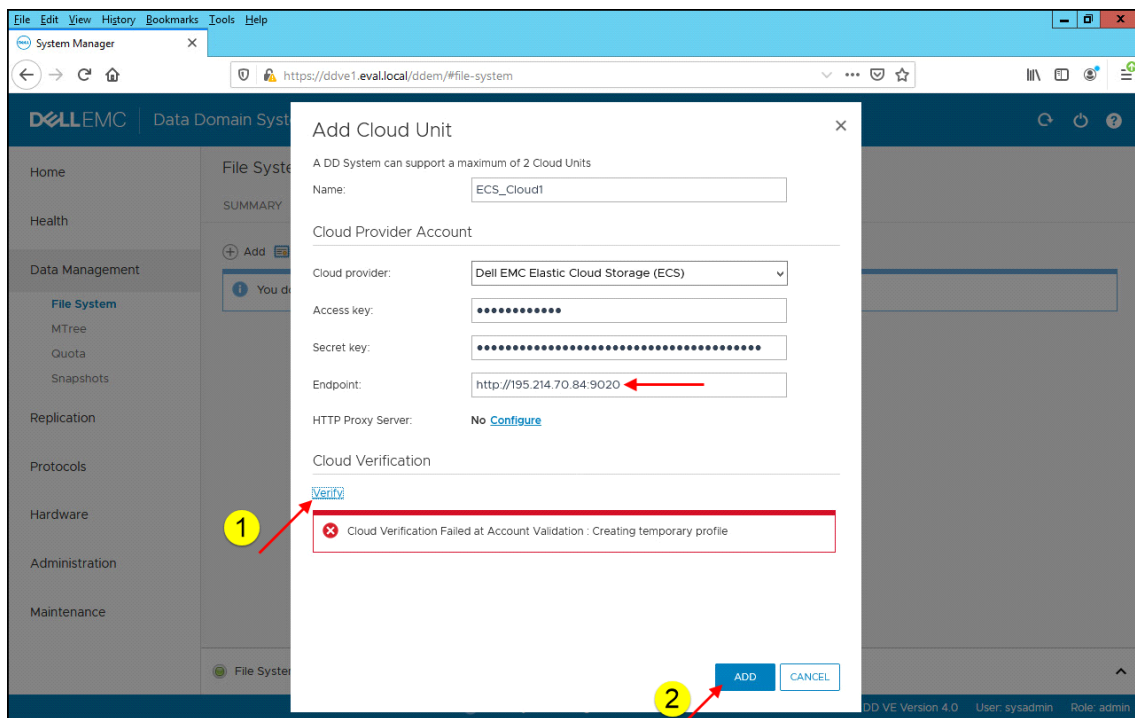 File Edit View History Bookmarks Tools Help
DELL System Manager ×
https://ddve1.eval.local/ddem/#file-system
DELLEMC Data Domain Syst
Home
Health
Data Management
File System
MTree
Quota
Snapshots
Replication
Protocols
Hardware
Administration
Maintenance
File Syste
SUMMARY
Add
You do
File System
Add Cloud Unit
A DD System can support a maximum of 2 Cloud Units
Name: ECS_Cloud1
Cloud Provider Account
Cloud provider: Dell EMC Elastic Cloud Storage (ECS)
Access key: ••••••••••••
Secret key: ••••••••••••••••••••••••••••••••••••••••
Endpoint: http://195.214.70.84:9020
HTTP Proxy Server: No Configure
Cloud Verification
Verify
1
Cloud Verification Failed at Account Validation : Creating temporary profile
ADD CANCEL
2
DD VE Version 4.0 User: sysadmin Role: admin